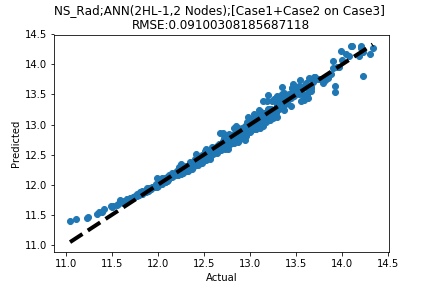 NS_Rad;ANN(2HL-1,2 Nodes);[Case1+Case2 on Case3]
RMSE:0.09100308185687118
14.5
14.0
13.5
13.0
12.5
12.0
11.5
11.0
Predicted
11.0 11.5 12.0 12.5 13.0 13.5 14.0 14.5
Actual